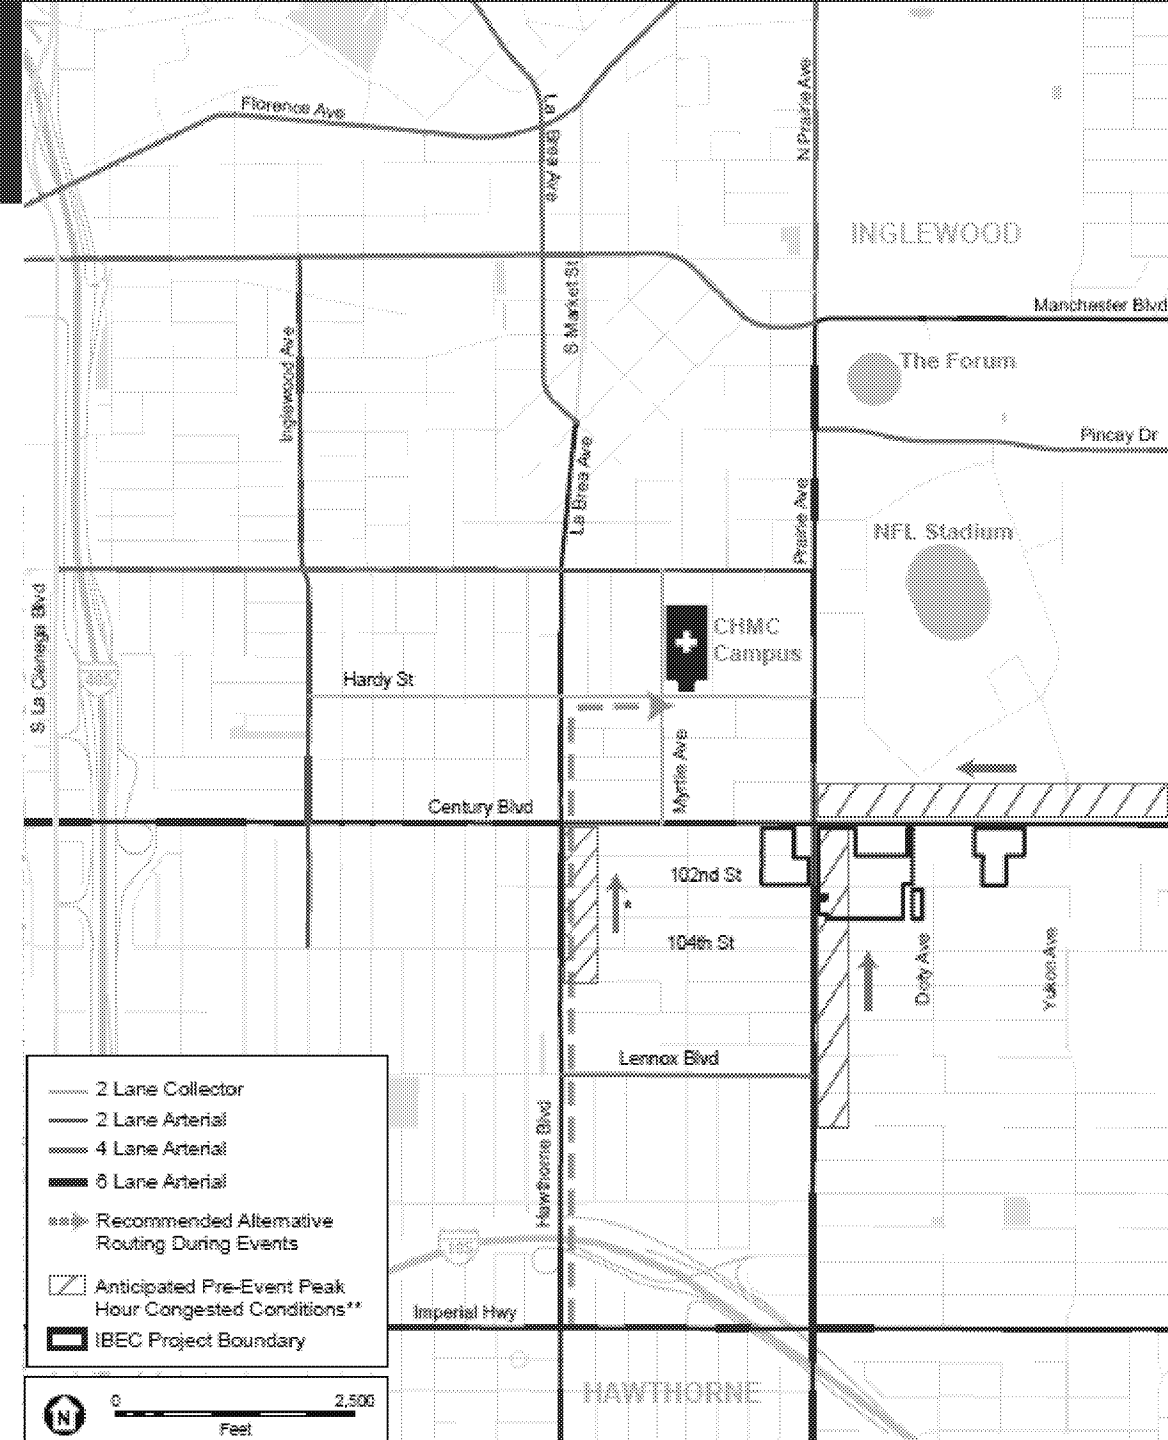 Florence Ave
La Brea Ave
N Prairie Ave
INGLEWOOD
S Market St
Manchester Blvd
Inglewood Ave
The Forum
Pincay Dr
La Brea Ave
Prairie Ave
NFL Stadium
S La Cienega Blvd
CHMC
Campus
405
Hardy St
Myrtle Ave
Century Blvd
102nd St
*
104th St
Doty Ave
Yukon Ave
Lennox Blvd
Hawthorne Blvd
105
Imperial Hwy
HAWTHORNE
2 Lane Collector
2 Lane Arterial
4 Lane Arterial
6 Lane Arterial
Recommended Alternative
Routing During Events
Anticipated Pre-Event Peak
Hour Congested Conditions**
IBEC Project Boundary
N
0 2,500
Feet